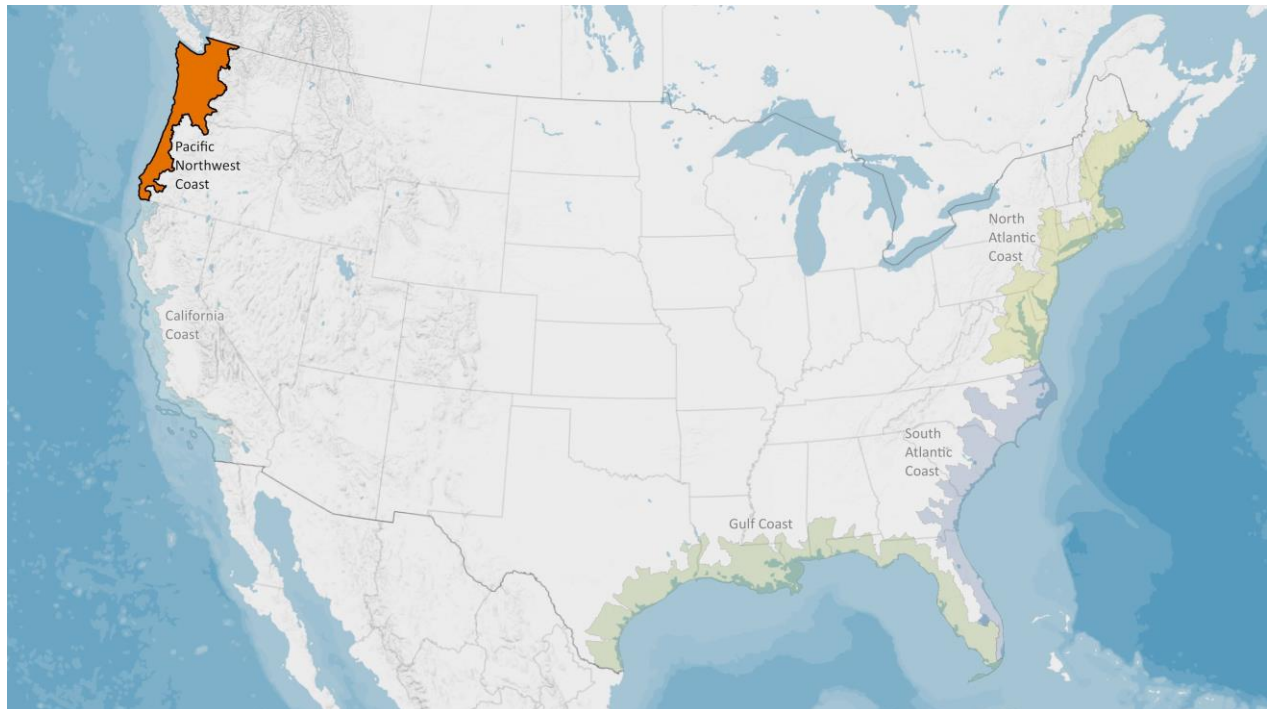 Pacific
Northwest
Coast
California
Coast
North
Atlantic
Coast
South
Atlantic
Coast
Gulf Coast